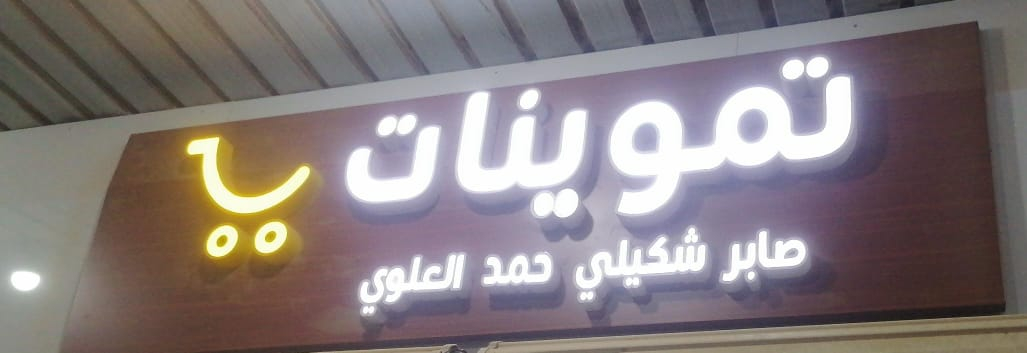 تموينات
صابر شكيلي حمد العلوي